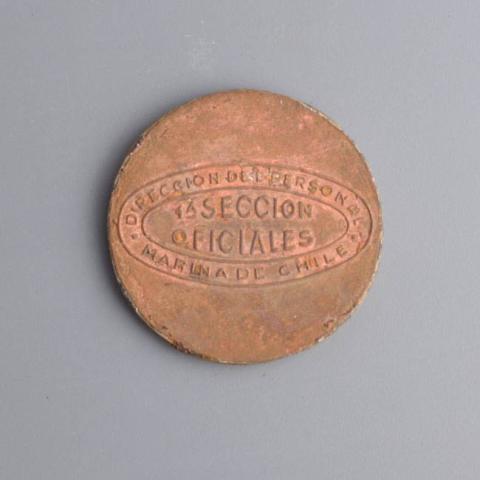 DIRECCION DEL PERSONAL
1ª SECCION
OFICIALES
MARINA DE CHILE